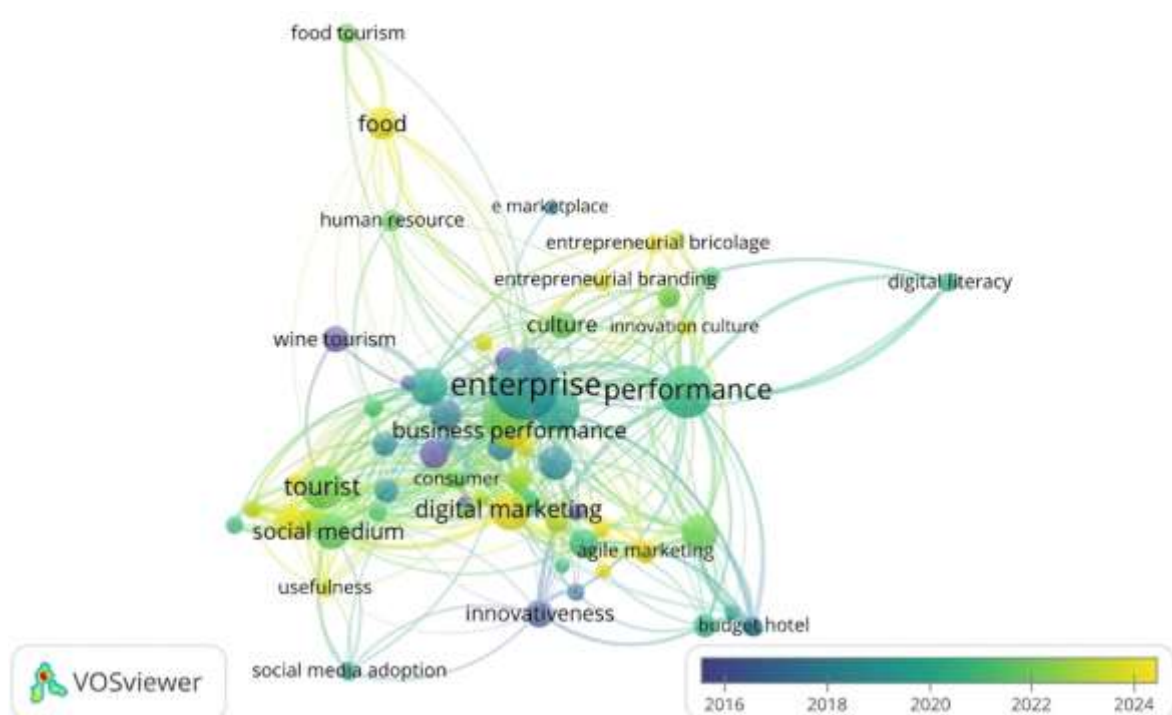 food tourism
food
human resource
e marketplace
entrepreneurial bricolage
entrepreneurial branding
digital literacy
culture
innovation culture
wine tourism
enterprise
performance
business performance
consumer
tourist
digital marketing
social medium
agile marketing
usefulness
innovativeness
budget hotel
social media adoption
VOSviewer
2016
2018
2020
2022
2024